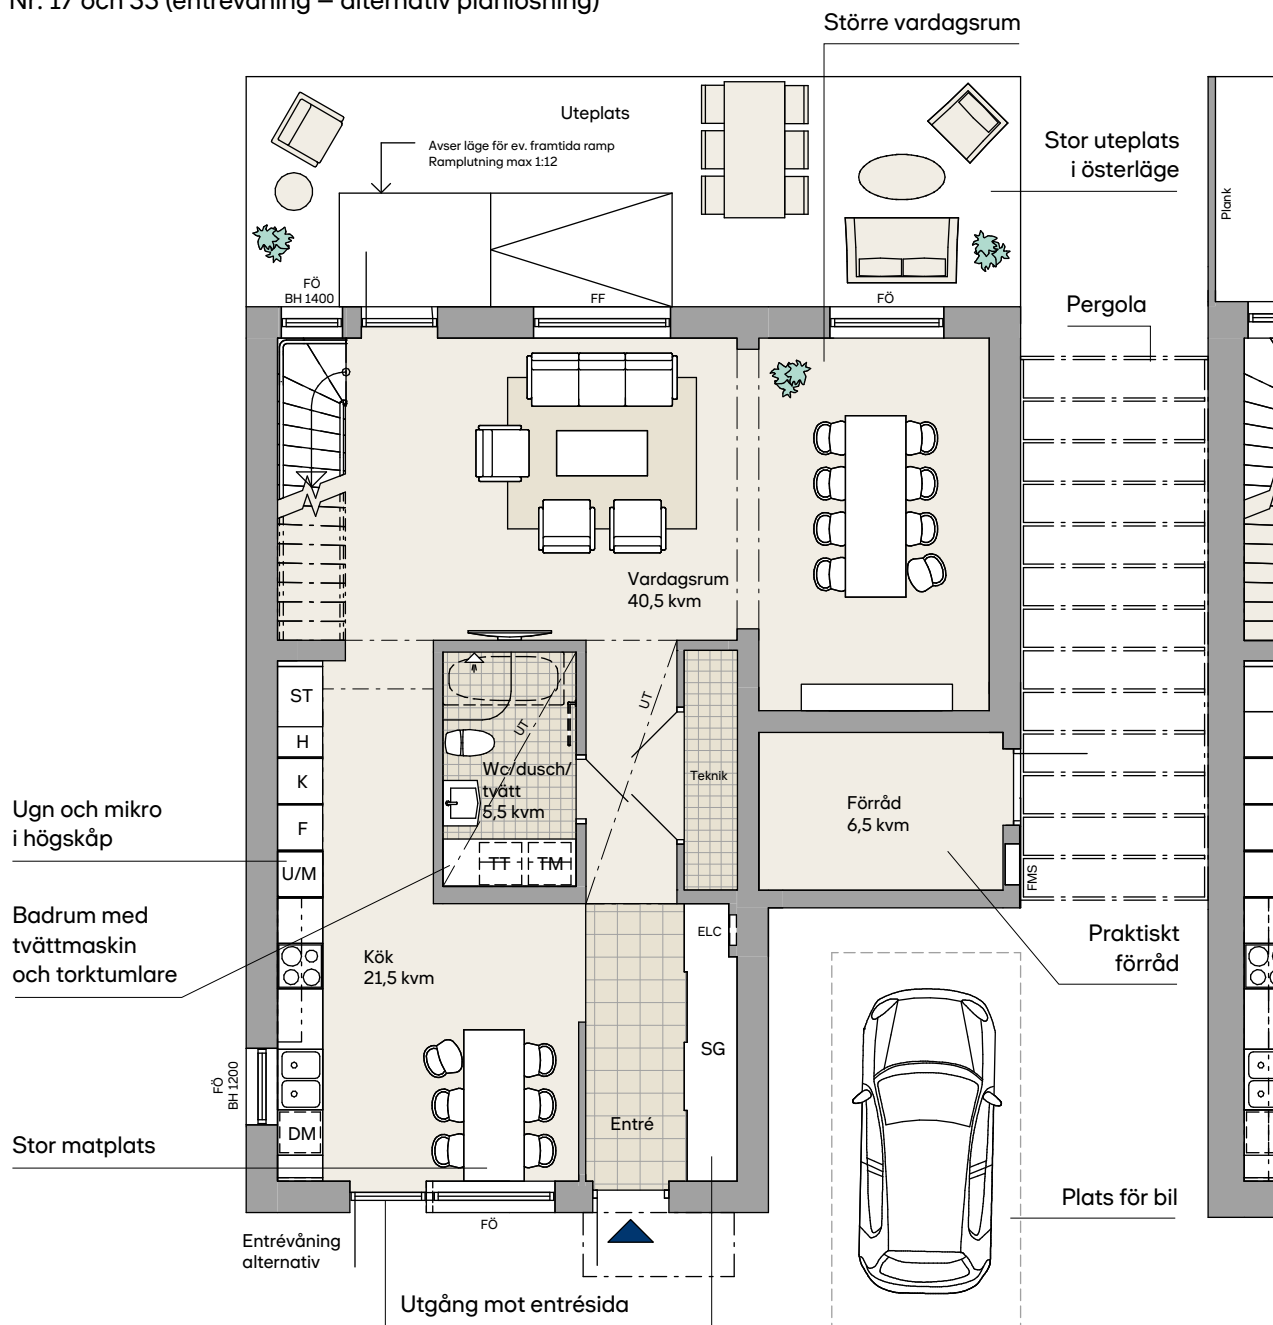 Nr. 17 och 33 (entrévåning – alternativ planlösning)
Större vardagsrum
Uteplats
Avser läge för ev. framtida ramp
Ramplutning max 1:12
Stor uteplats
i österläge
Plank
FÖ
BH 1400
FF
FÖ
Pergola
Vardagsrum
40,5 kvm
ST
H
K
F
U/M
UT
UT
Wc/dusch/
tvätt
5,5 kvm
TT
TM
Teknik
Förråd
6,5 kvm
FMS
Ugn och mikro
i högskåp
Badrum med
tvättmaskin
och torktumlare
Kök
21,5 kvm
ELC
Praktiskt
förråd
SG
FÖ
BH 1200
DM
Entré
Stor matplats
Plats för bil
FÖ
Entrévåning
alternativ
Utgång mot entrésida